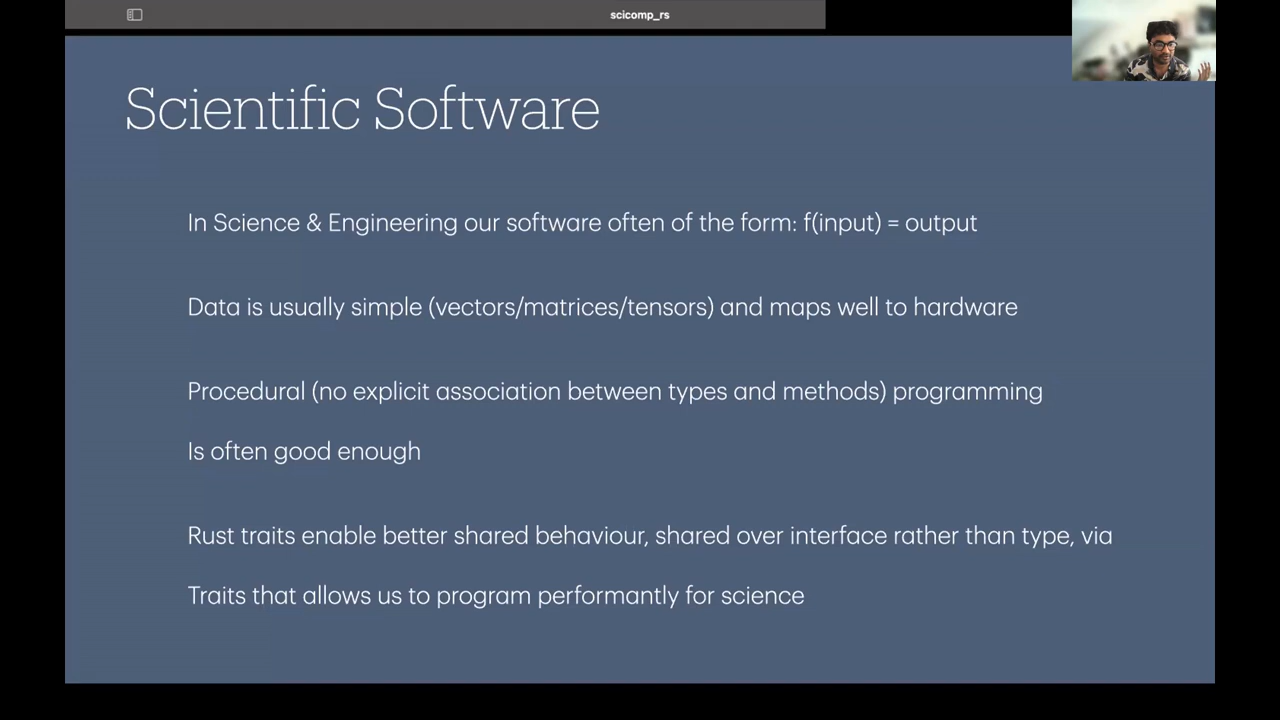 scicomp_rs
Scientific Software
In Science & Engineering our software often of the form: f(input) = output
Data is usually simple (vectors/matrices/tensors) and maps well to hardware
Procedural (no explicit association between types and methods) programming
Is often good enough
Rust traits enable better shared behaviour, shared over interface rather than type, via
Traits that allows us to program performantly for science